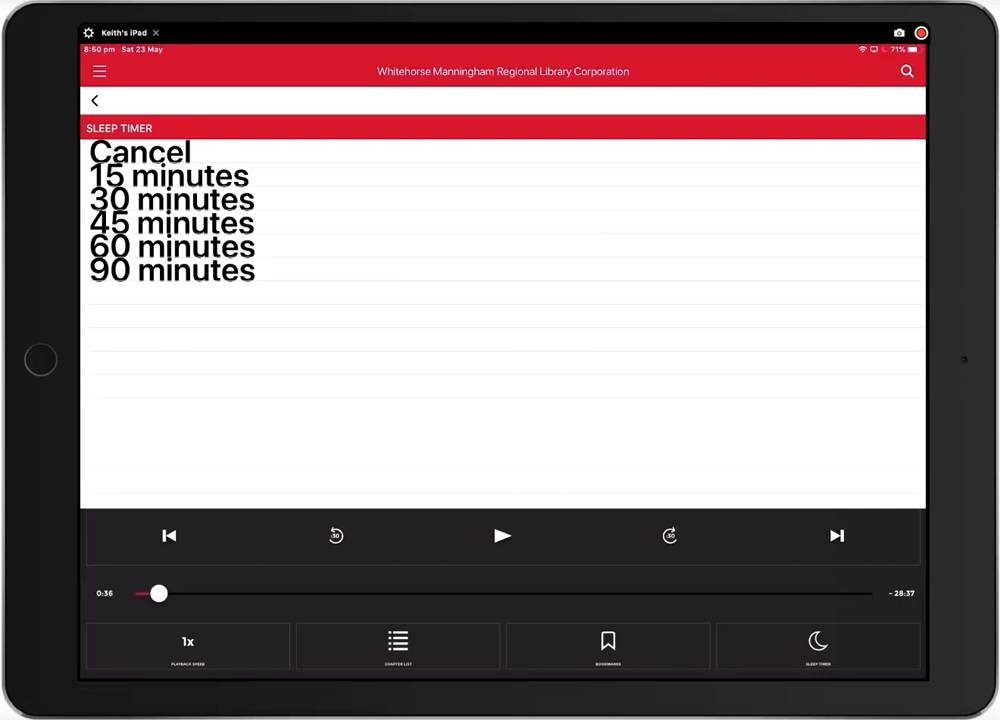 Keith's iPad
8:50 pm Sat 23 May
71%
Whitehorse Manningham Regional Library Corporation
SLEEP TIMER
Cancel
15 minutes
30 minutes
45 minutes
60 minutes
90 minutes
30
30
0:36
- 28:37
1x
PLAYBACK SPEED
CHAPTER LIST
BOOKMARKS
SLEEP TIMER